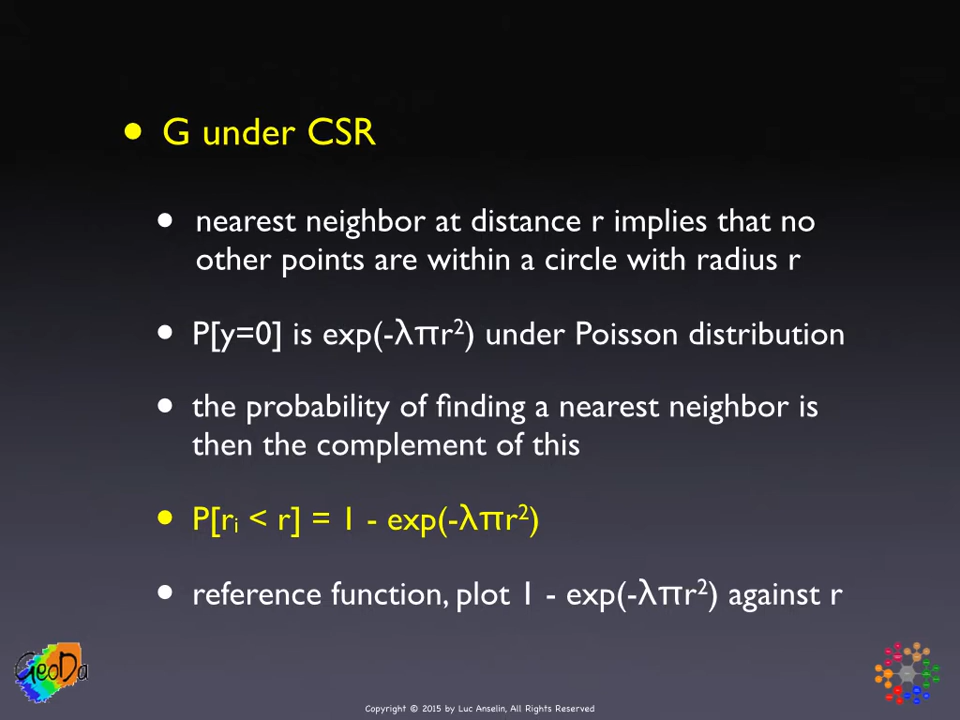 • G under CSR
• nearest neighbor at distance r implies that no
other points are within a circle with radius r
• P[y=0] is exp(-λπr²) under Poisson distribution
• the probability of finding a nearest neighbor is
then the complement of this
• P[rᵢ < r] = 1 - exp(-λπr²)
• reference function, plot 1 - exp(-λπr²) against r
GeoDa
Copyright © 2015 by Luc Anselin, All Rights Reserved